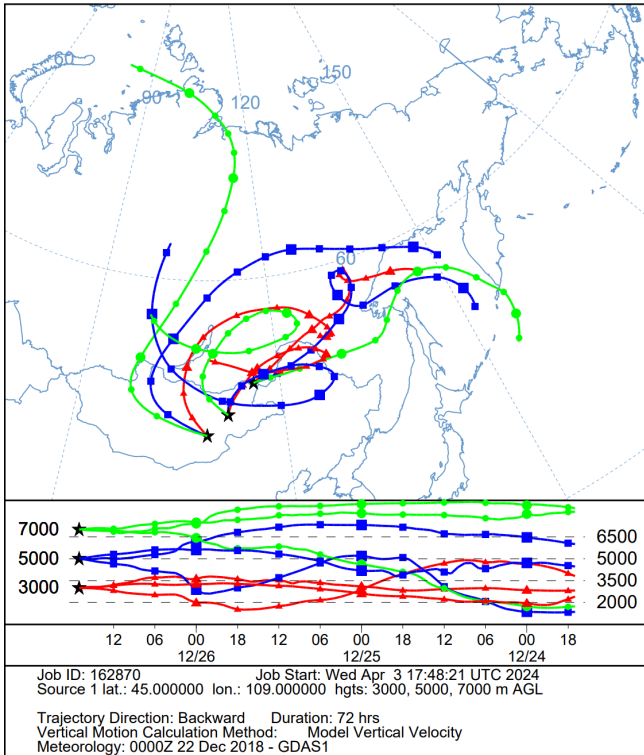 60
90
120
150
60
7000
5000
3000
6500
5000
3500
2000
12 06 00 18 12 06 00 18 12 06 00 18
12/26 12/25 12/24
Job ID: 162870 Job Start: Wed Apr 3 17:48:21 UTC 2024
Source 1 lat.: 45.000000 lon.: 109.000000 hgts: 3000, 5000, 7000 m AGL
Trajectory Direction: Backward Duration: 72 hrs
Vertical Motion Calculation Method: Model Vertical Velocity
Meteorology: 0000Z 22 Dec 2018 - GDAS1